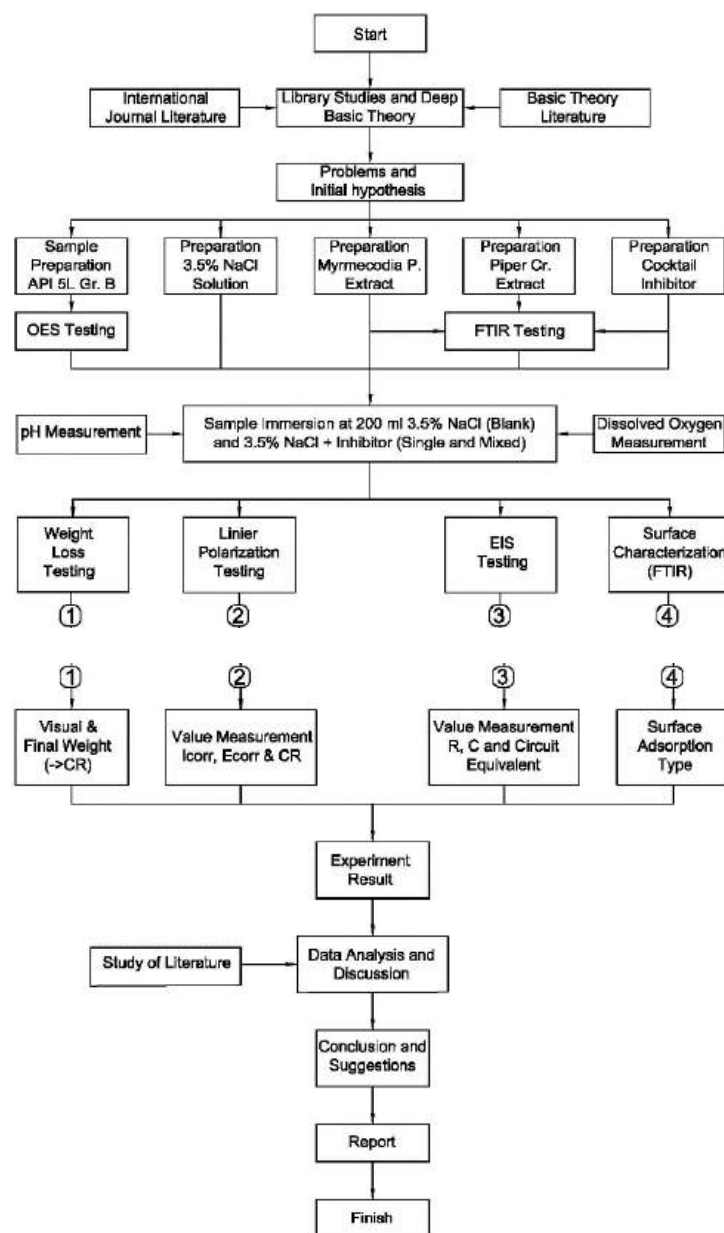 Start
International
Journal Literature
Library Studies and Deep
Basic Theory
Basic Theory
Literature
Problems and
Initial hypothesis
Sample
Preparation
API 5L Gr. B
Preparation
3.5% NaCl
Solution
Preparation
Myrmecodia P.
Extract
Preparation
Piper Cr.
Extract
Preparation
Cocktail
Inhibitor
OES Testing
FTIR Testing
pH Measurement
Sample Immersion at 200 ml 3.5% NaCl (Blank)
and 3.5% NaCl + Inhibitor (Single and Mixed)
Dissolved Oxygen
Measurement
Weight
Loss
Testing
Linier
Polarization
Testing
EIS
Testing
Surface
Characterization
(FTIR)
1
2
3
4
1
2
3
4
Visual &
Final Weight
(->CR)
Value Measurement
Icorr, Ecorr & CR
Value Measurement
R, C and Circuit
Equivalent
Surface
Adsorption
Type
Experiment
Result
Study of Literature
Data Analysis and
Discussion
Conclusion and
Suggestions
Report
Finish